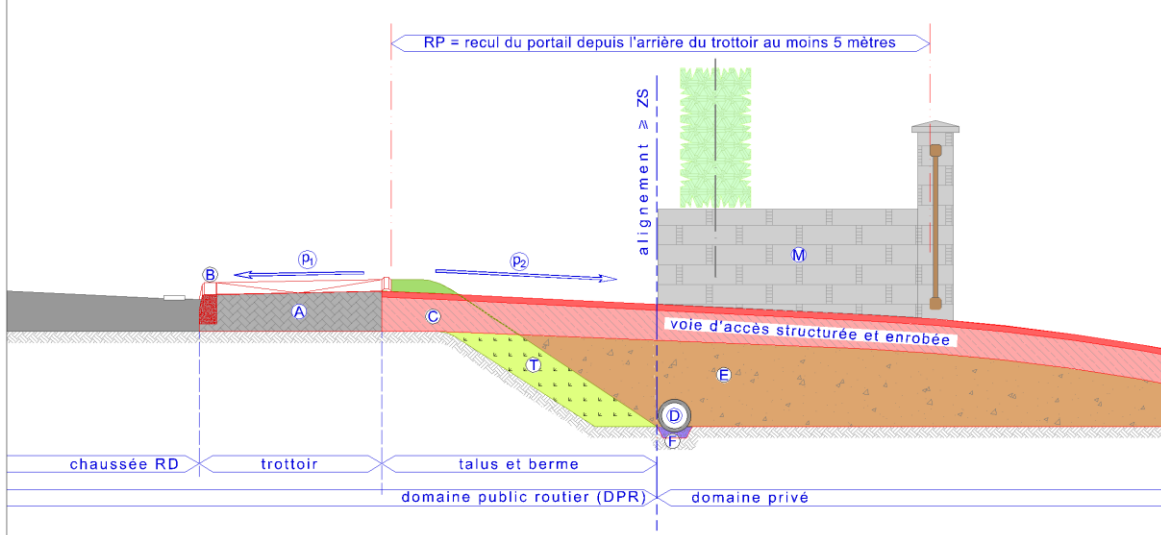 RP = recul du portail depuis l'arrière du trottoir au moins 5 mètres
alignement ≥ ZS
p1
p2
B
A
M
C
voie d'accès structurée et enrobée
T
E
D
F
chaussée RD
trottoir
talus et berme
domaine public routier (DPR)
domaine privé